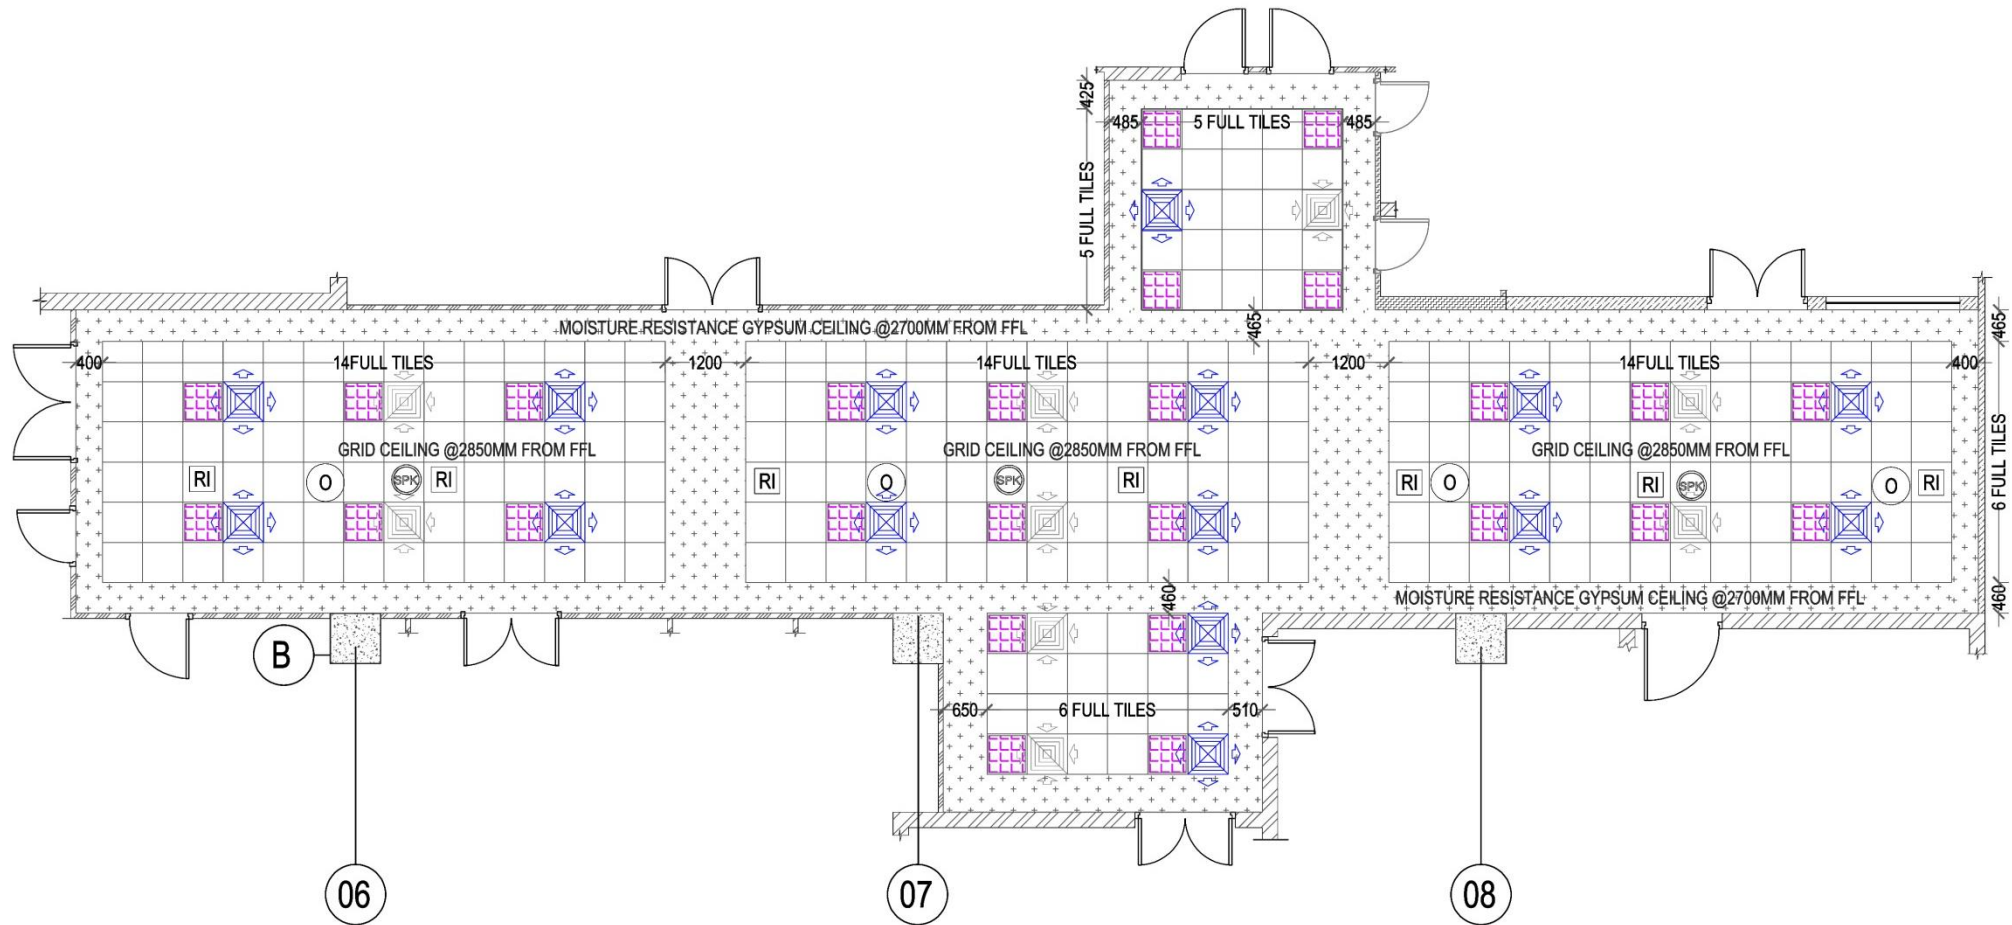 425
485
5 FULL TILES
485
5 FULL TILES
465
MOISTURE RESISTANCE GYPSUM CEILING @2700MM FROM FFL
465
400
14FULL TILES
1200
14FULL TILES
1200
14FULL TILES
400
GRID CEILING @2850MM FROM FFL
GRID CEILING @2850MM FROM FFL
GRID CEILING @2850MM FROM FFL
6 FULL TILES
RI
O
SPK
RI
RI
O
SPK
RI
RI
O
RI
SPK
O
RI
460
MOISTURE RESISTANCE GYPSUM CEILING @2700MM FROM FFL
460
B
650
6 FULL TILES
510
06
07
08